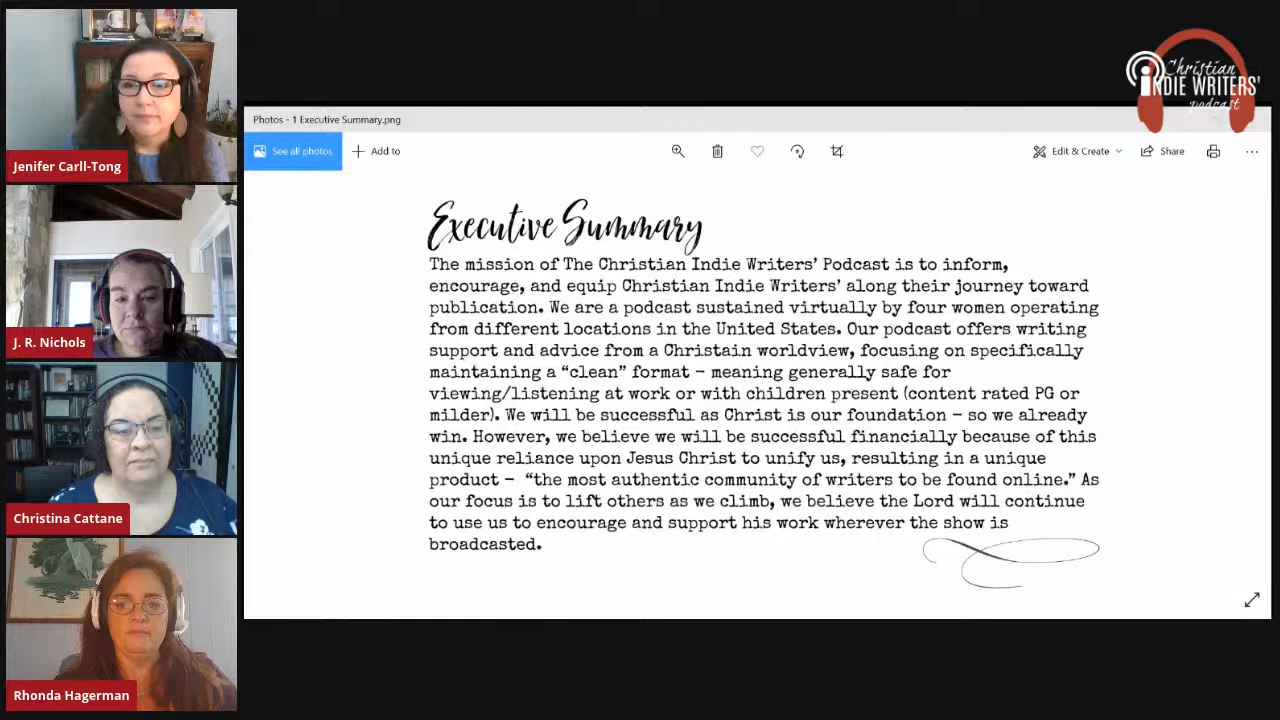 Jenifer Carll-Tong
J. R. Nichols
Christina Cattane
Rhonda Hagerman
Christian
INDIE WRITERS'
podcast
Photos - 1 Executive Summary.png
See all photos
Add to
Edit & Create
Share
Executive Summary
The mission of The Christian Indie Writers' Podcast is to inform,
encourage, and equip Christian Indie Writers' along their journey toward
publication. We are a podcast sustained virtually by four women operating
from different locations in the United States. Our podcast offers writing
support and advice from a Christain worldview, focusing on specifically
maintaining a “clean” format - meaning generally safe for
viewing/listening at work or with children present (content rated PG or
milder). We will be successful as Christ is our foundation - so we already
win. However, we believe we will be successful financially because of this
unique reliance upon Jesus Christ to unify us, resulting in a unique
product - “the most authentic community of writers to be found online.” As
our focus is to lift others as we climb, we believe the Lord will continue
to use us to encourage and support his work wherever the show is
broadcasted.